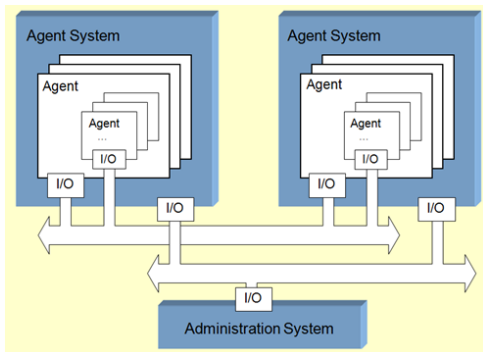 Agent System
Agent
Agent
...
I/O
I/O
I/O
Agent System
Agent
Agent
...
I/O
I/O
I/O
I/O
Administration System